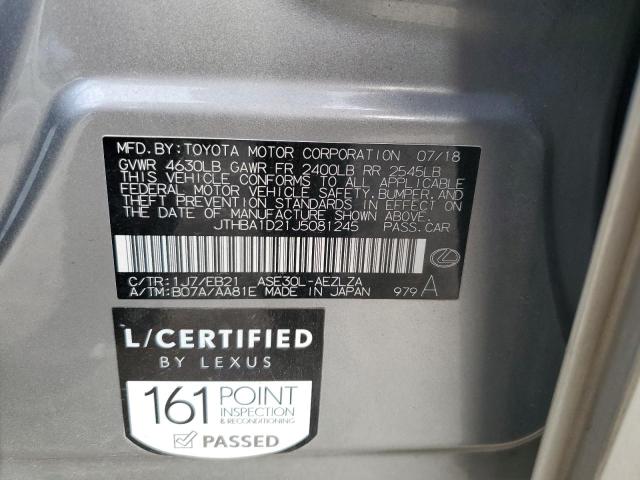 MFD.BY:TOYOTA MOTOR CORPORATION 07/18
GVWR 4630LB GAWR FR 2400LB RR 2545LB
THIS VEHICLE CONFORMS TO ALL APPLICABLE
FEDERAL MOTOR VEHICLE SAFETY,BUMPER,AND
THEFT PREVENTION STANDARDS IN EFFECT ON
THE DATE OF MANUFACTURE SHOWN ABOVE.
JTHBA1D21J5081245 PASS.CAR
C/TR:1J7/EB21 ASE30L-AEZLZA
A/TM:B07A/AA81E MADE IN JAPAN 979 A
L/CERTIFIED
BY LEXUS
161 POINT
INSPECTION
& RECONDITIONING
PASSED